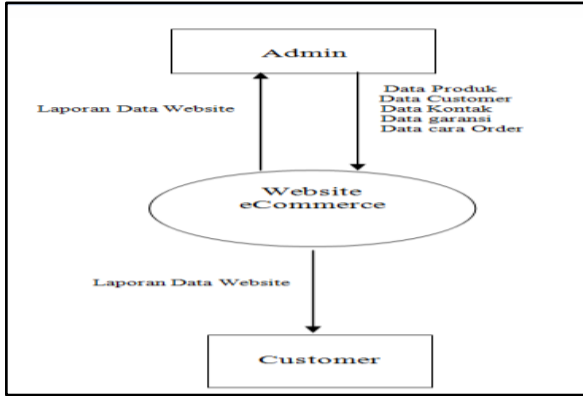 Admin
Laporan Data Website
Data Produk
Data Customer
Data Kontak
Data garansi
Data cara Order
Website
eCommerce
Laporan Data Website
Customer